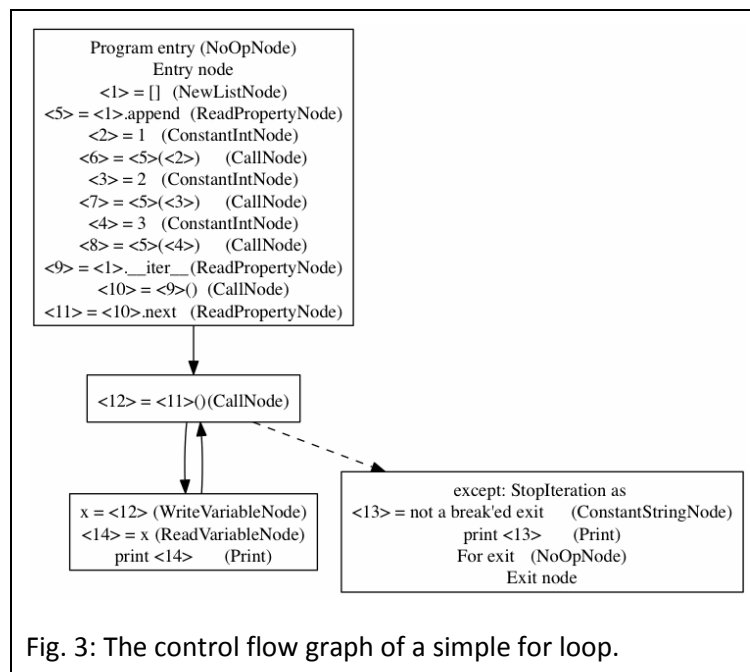 Program entry (NoOpNode)
Entry node
<1> = [] (NewListNode)
<5> = <1>.append (ReadPropertyNode)
<2> = 1 (ConstantIntNode)
<6> = <5>(<2>) (CallNode)
<3> = 2 (ConstantIntNode)
<7> = <5>(<3>) (CallNode)
<4> = 3 (ConstantIntNode)
<8> = <5>(<4>) (CallNode)
<9> = <1>.__iter__(ReadPropertyNode)
<10> = <9>() (CallNode)
<11> = <10>.next (ReadPropertyNode)
<12> = <11>()(CallNode)
x = <12> (WriteVariableNode)
<14> = x (ReadVariableNode)
print <14> (Print)
except: StopIteration as
<13> = not a break'ed exit (ConstantStringNode)
print <13> (Print)
For exit (NoOpNode)
Exit node
Fig. 3: The control flow graph of a simple for loop.